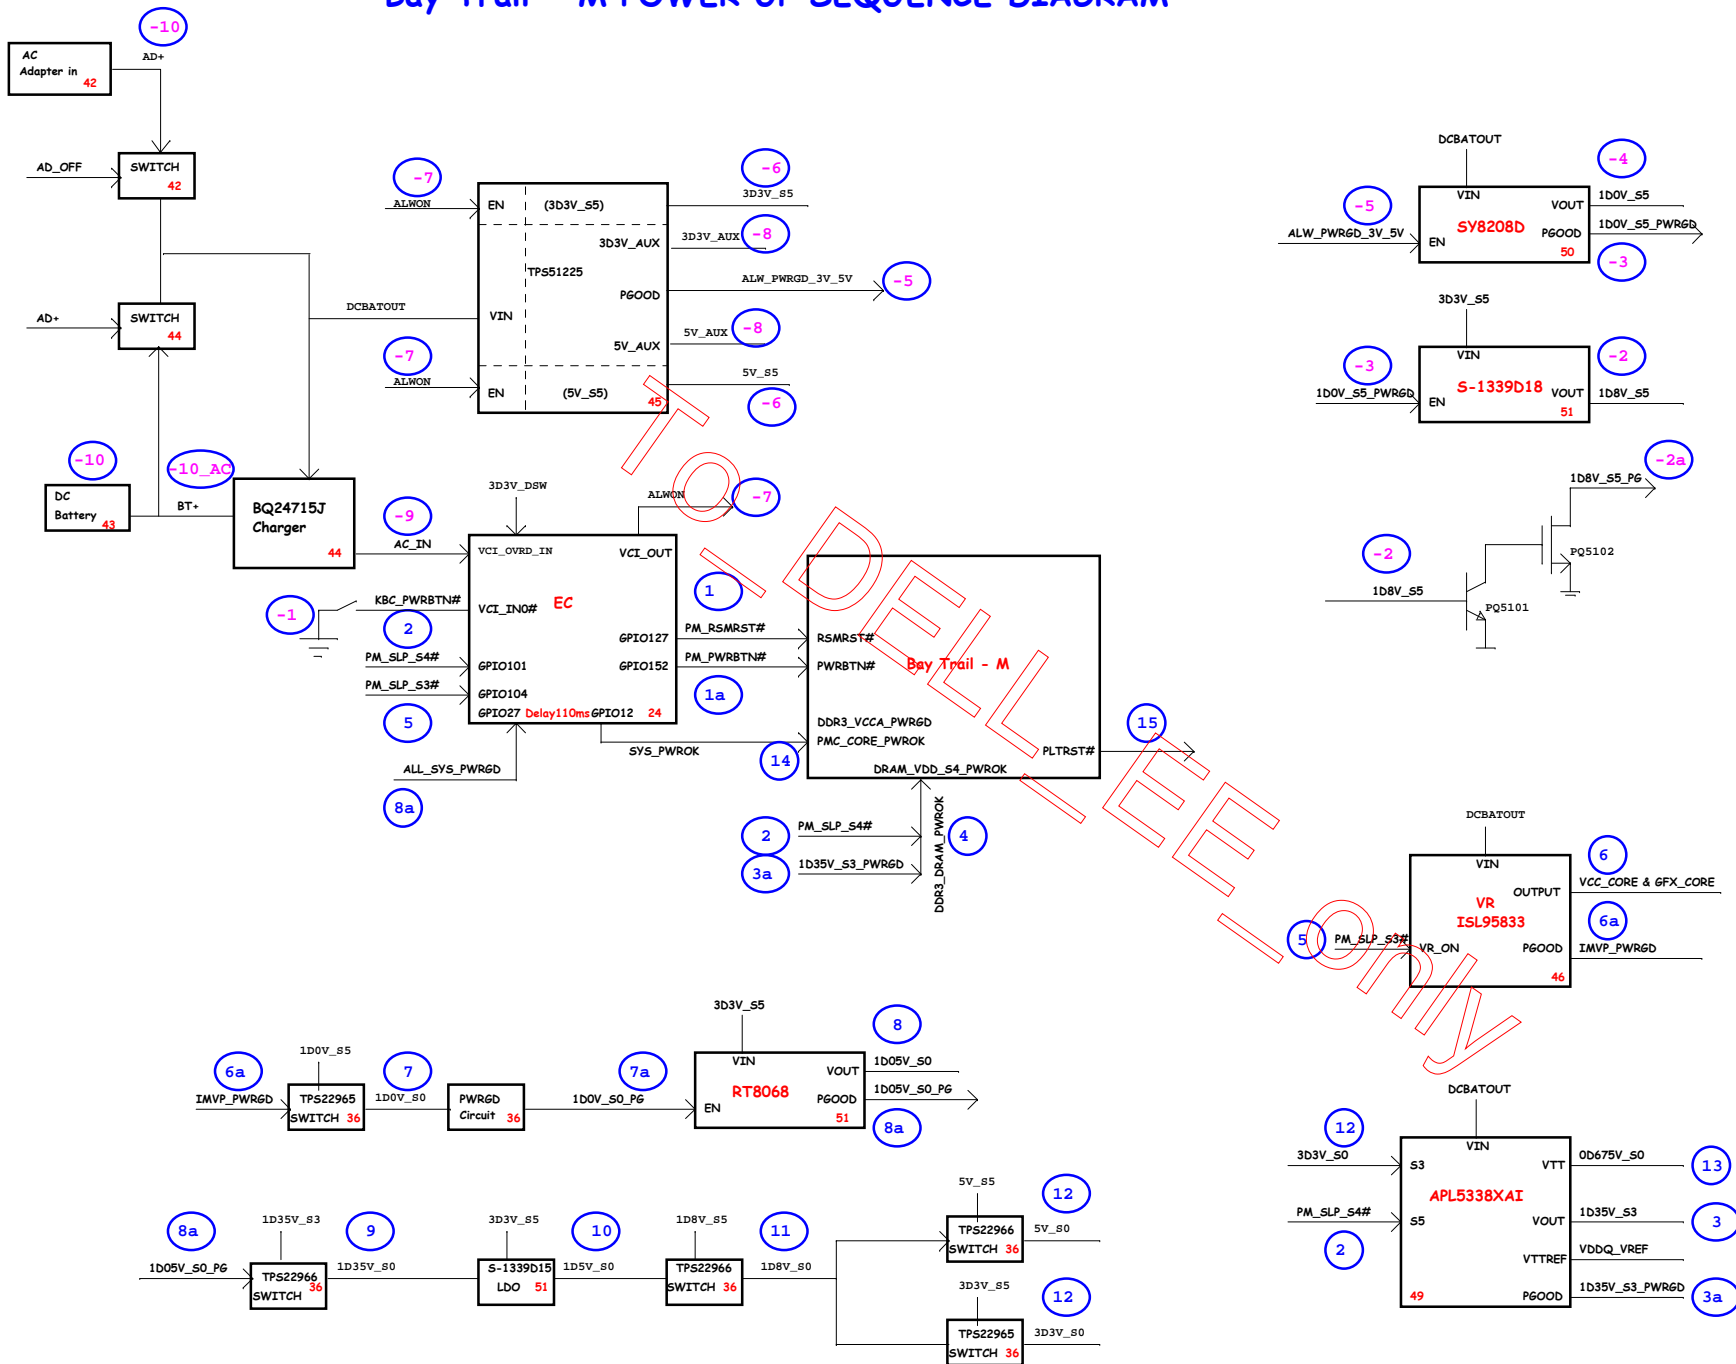 Bay Trail - M POWER UP SEQUENCE DIAGRAM
-10
AC
Adapter in
42
AD+
AD_OFF
SWITCH
42
AD+
SWITCH
44
DCBATOUT
-10
DC
Battery
43
BT+
-10_AC
BQ24715J
Charger
44
-9
AC_IN
-7
ALWON
EN
(3D3V_S5)
-6
3D3V_S5
3D3V_AUX
3D3V_AUX
-8
TPS51225
ALW_PWRGD_3V_5V
-5
PGOOD
VIN
5V_AUX
-8
5V_AUX
-7
ALWON
EN
(5V_S5)
45
5V_S5
-6
3D3V_DSW
ALWON
-7
VCI_OVRD_IN
VCI_OUT
-1
KBC_PWRBTN#
VCI_IN0#
EC
2
1
GPIO127
PM_RSMRST#
RSMRST#
PM_SLP_S4#
GPIO101
GPIO152
PM_PWRBTN#
PWRBTN#
Bay Trail - M
PM_SLP_S3#
GPIO104
1a
5
GPIO27
Delay110ms
GPIO12
24
SYS_PWROK
ALL_SYS_PWRGD
8a
14
DDR3_VCCA_PWRGD
PMC_CORE_PWROK
DRAM_VDD_S4_PWROK
PLTRST#
15
2
PM_SLP_S4#
3a
1D35V_S3_PWRGD
DDR3_DRAM_PWROK
4
DCBATOUT
-4
VIN
VOUT
1D0V_S5
-5
ALW_PWRGD_3V_5V
EN
SY8208D
PGOOD
50
1D0V_S5_PWRGD
-3
3D3V_S5
VIN
-2
-3
1D0V_S5_PWRGD
EN
S-1339D18
VOUT
51
1D8V_S5
-2a
1D8V_S5_PG
PQ5102
-2
1D8V_S5
PQ5101
DCBATOUT
VIN
6
OUTPUT
VCC_CORE & GFX_CORE
VR
ISL95833
6a
5
PM_SLP_S3#
VR_ON
PGOOD
IMVP_PWRGD
46
6a
IMVP_PWRGD
1D0V_S5
TPS22965
SWITCH
36
7
1D0V_S0
PWRGD
Circuit
36
7a
1D0V_S0_PG
3D3V_S5
VIN
EN
RT8068
VOUT
PGOOD
51
8
1D05V_S0
1D05V_S0_PG
8a
8a
1D05V_S0_PG
1D35V_S3
TPS22966
36
SWITCH
9
1D35V_S0
3D3V_S5
S-1339D15
LDO
51
10
1D5V_S0
1D8V_S5
TPS22966
SWITCH
36
11
1D8V_S0
5V_S5
TPS22966
SWITCH
36
12
5V_S0
3D3V_S5
TPS22965
SWITCH
36
12
3D3V_S0
DCBATOUT
VIN
12
3D3V_S0
S3
VTT
0D675V_S0
13
APL5338XAI
PM_SLP_S4#
S5
VOUT
1D35V_S3
3
2
VTTREF
VDDQ_VREF
49
PGOOD
1D35V_S3_PWRGD
3a
To_DELL_EE_only